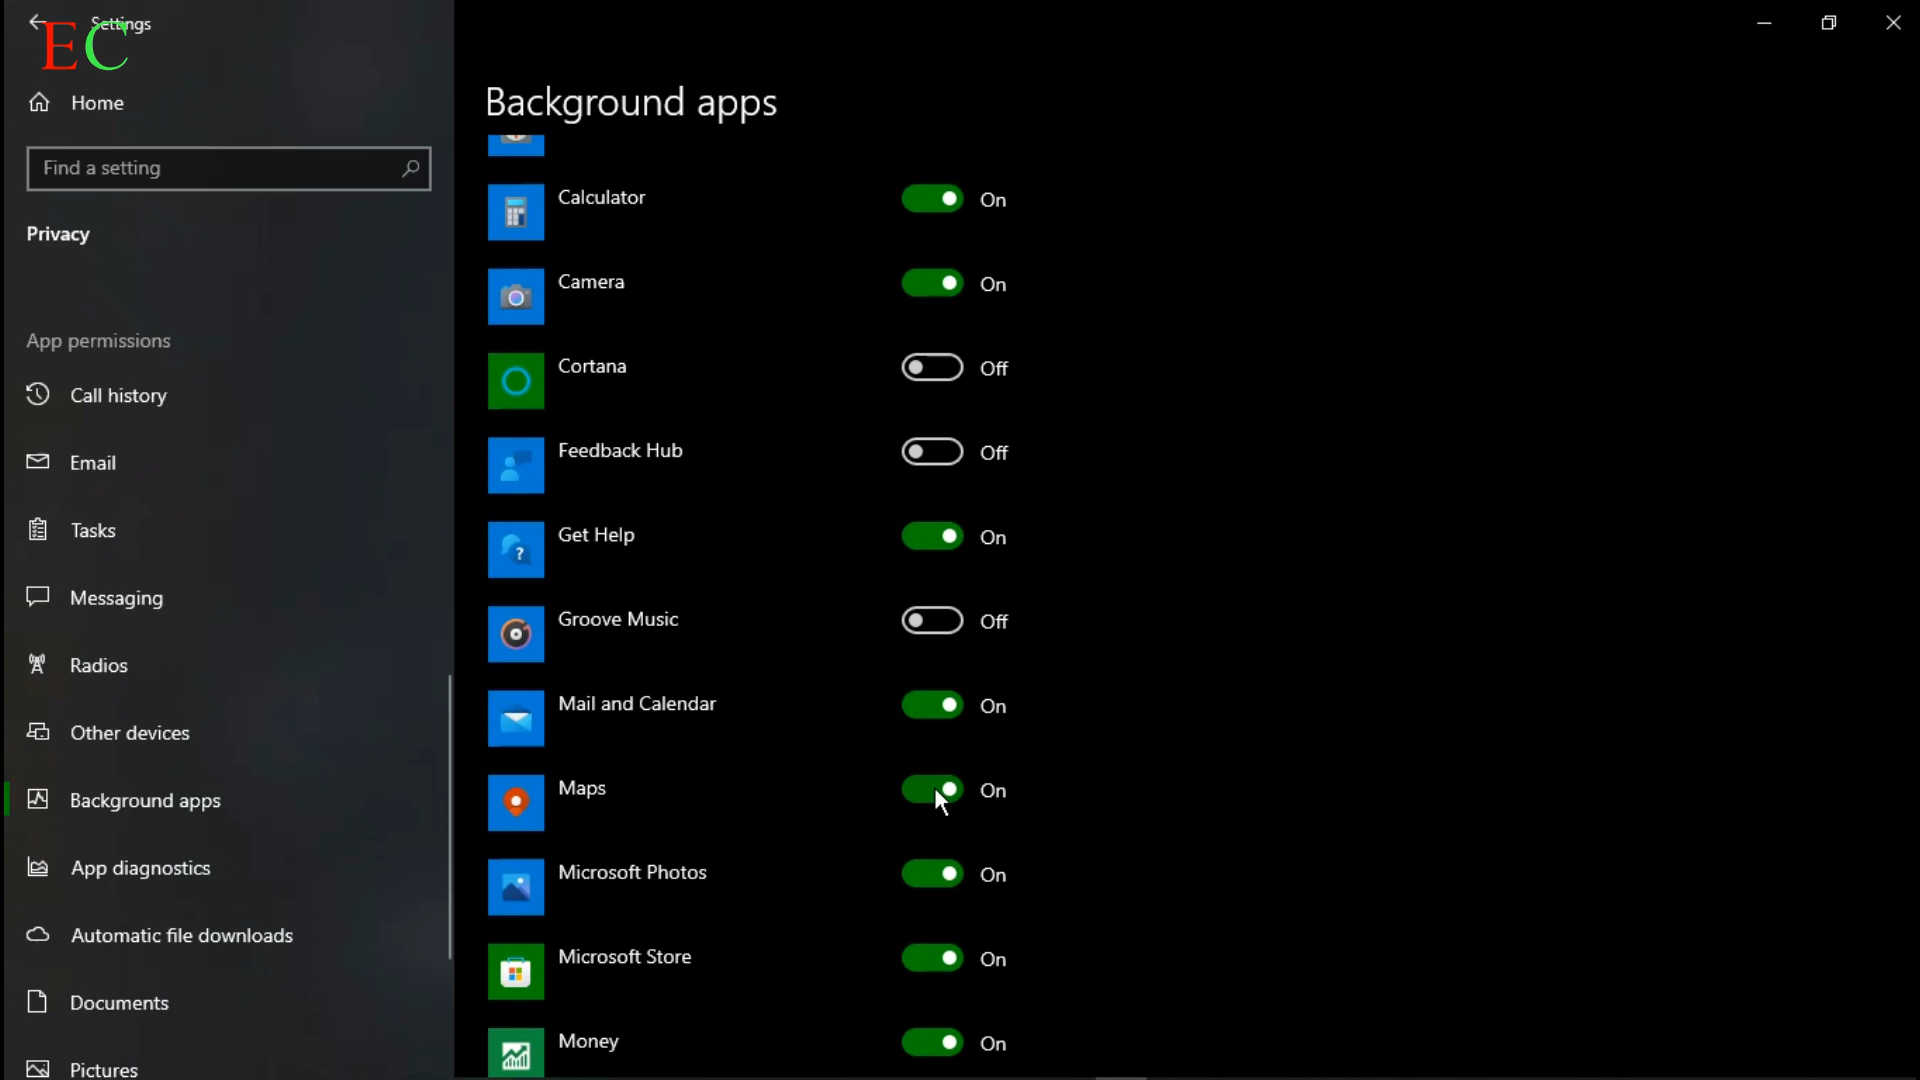 Settings
EC
Home
Find a setting
Privacy
App permissions
Call history
Email
Tasks
Messaging
Radios
Other devices
Background apps
App diagnostics
Automatic file downloads
Documents
Pictures
Background apps
Calculator On
Camera On
Cortana Off
Feedback Hub Off
Get Help On
Groove Music Off
Mail and Calendar On
Maps On
Microsoft Photos On
Microsoft Store On
Money On